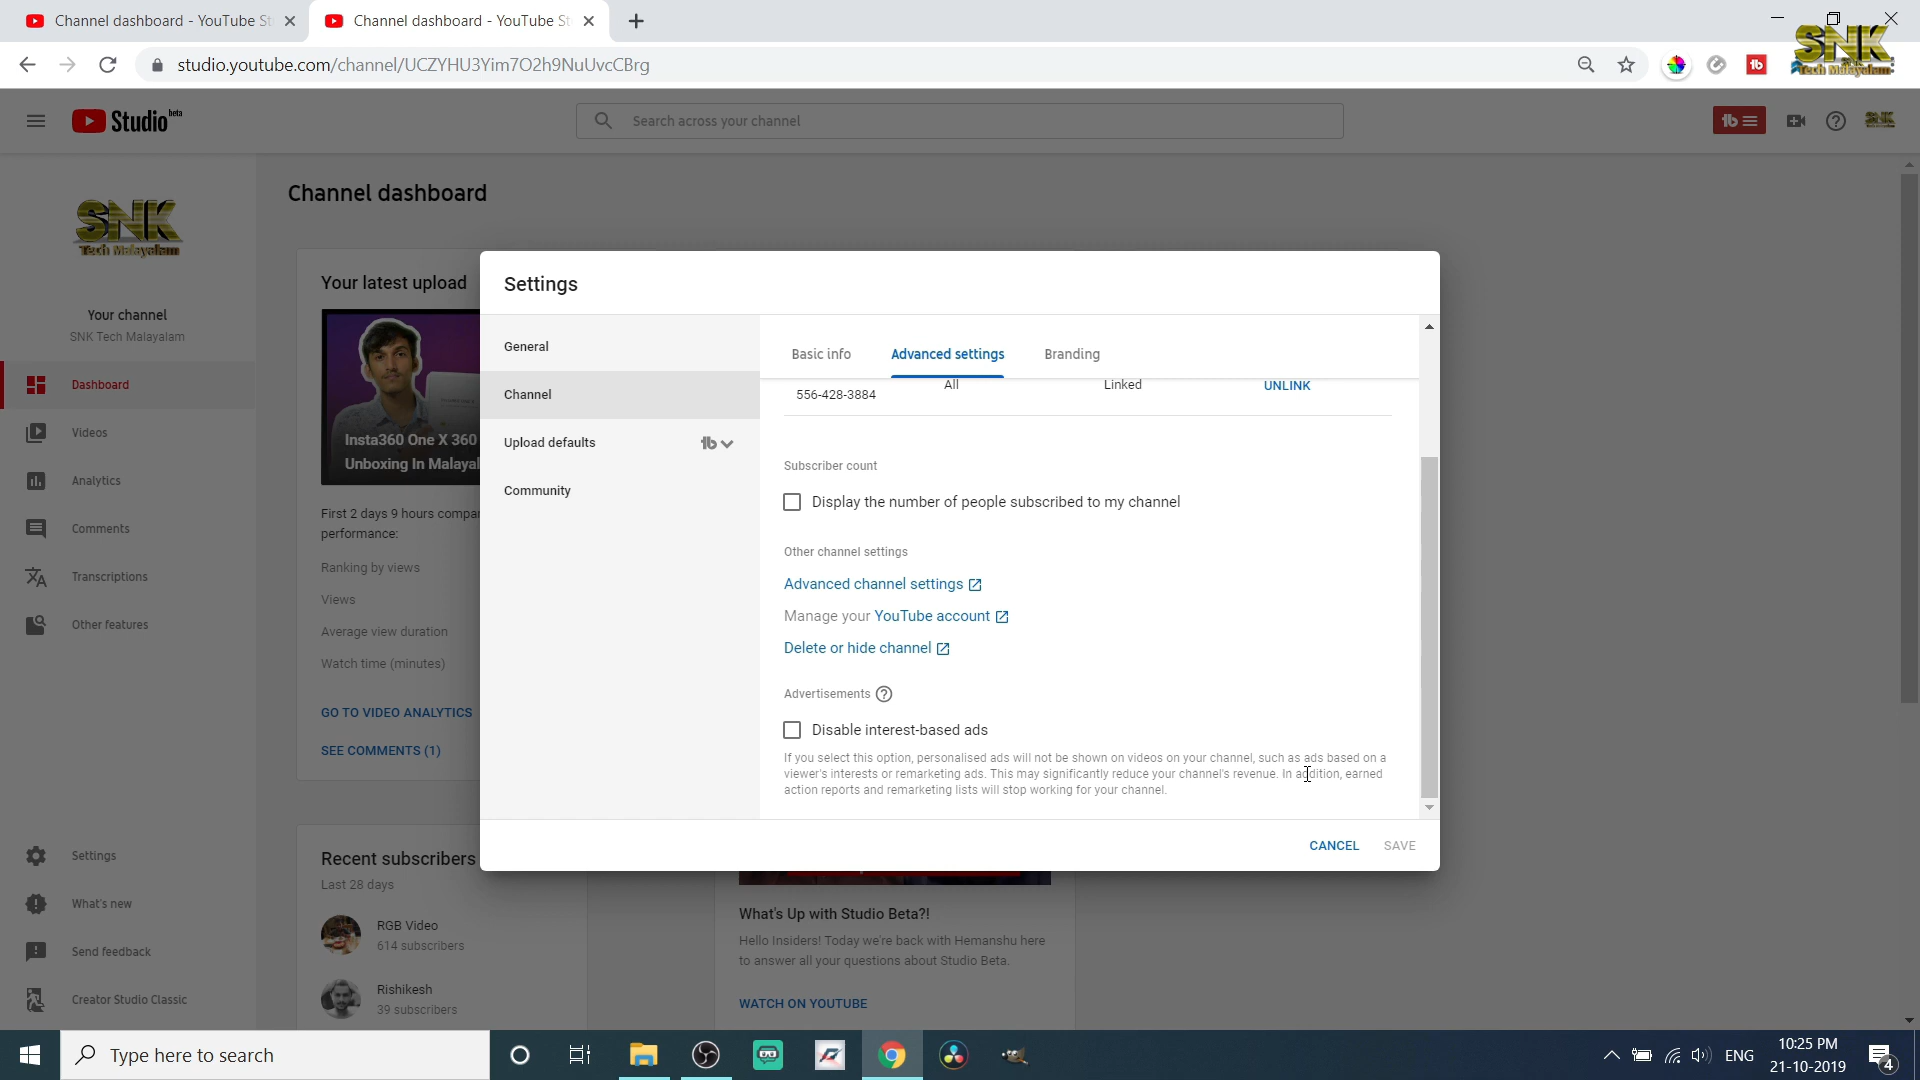 Channel dashboard - YouTube St
Channel dashboard - YouTube St
studio.youtube.com/channel/UCZYHU3Yim7O2h9NuUvcCBrg
SNK
Tech Malayalam
Studio beta
Search across your channel
SNK
Tech Malayalam
Your channel
SNK Tech Malayalam
Dashboard
Videos
Analytics
Comments
Transcriptions
Other features
Settings
What's new
Send feedback
Creator Studio Classic
Channel dashboard
Your latest upload
Insta360 One X 360
Unboxing In Malayal
First 2 days 9 hours compar
performance:
Ranking by views
Views
Average view duration
Watch time (minutes)
GO TO VIDEO ANALYTICS
SEE COMMENTS (1)
Recent subscribers
Last 28 days
RGB Video
614 subscribers
Rishikesh
39 subscribers
Settings
General
Channel
Upload defaults
Community
Basic info
Advanced settings
Branding
556-428-3884
All
Linked
UNLINK
Subscriber count
Display the number of people subscribed to my channel
Other channel settings
Advanced channel settings
Manage your YouTube account
Delete or hide channel
Advertisements
Disable interest-based ads
If you select this option, personalised ads will not be shown on videos on your channel, such as ads based on a
viewer's interests or remarketing ads. This may significantly reduce your channel's revenue. In addition, earned
action reports and remarketing lists will stop working for your channel.
CANCEL
SAVE
What's Up with Studio Beta?!
Hello Insiders! Today we're back with Hemanshu here
to answer all your questions about Studio Beta.
WATCH ON YOUTUBE
Type here to search
ENG
10:25 PM
21-10-2019
4